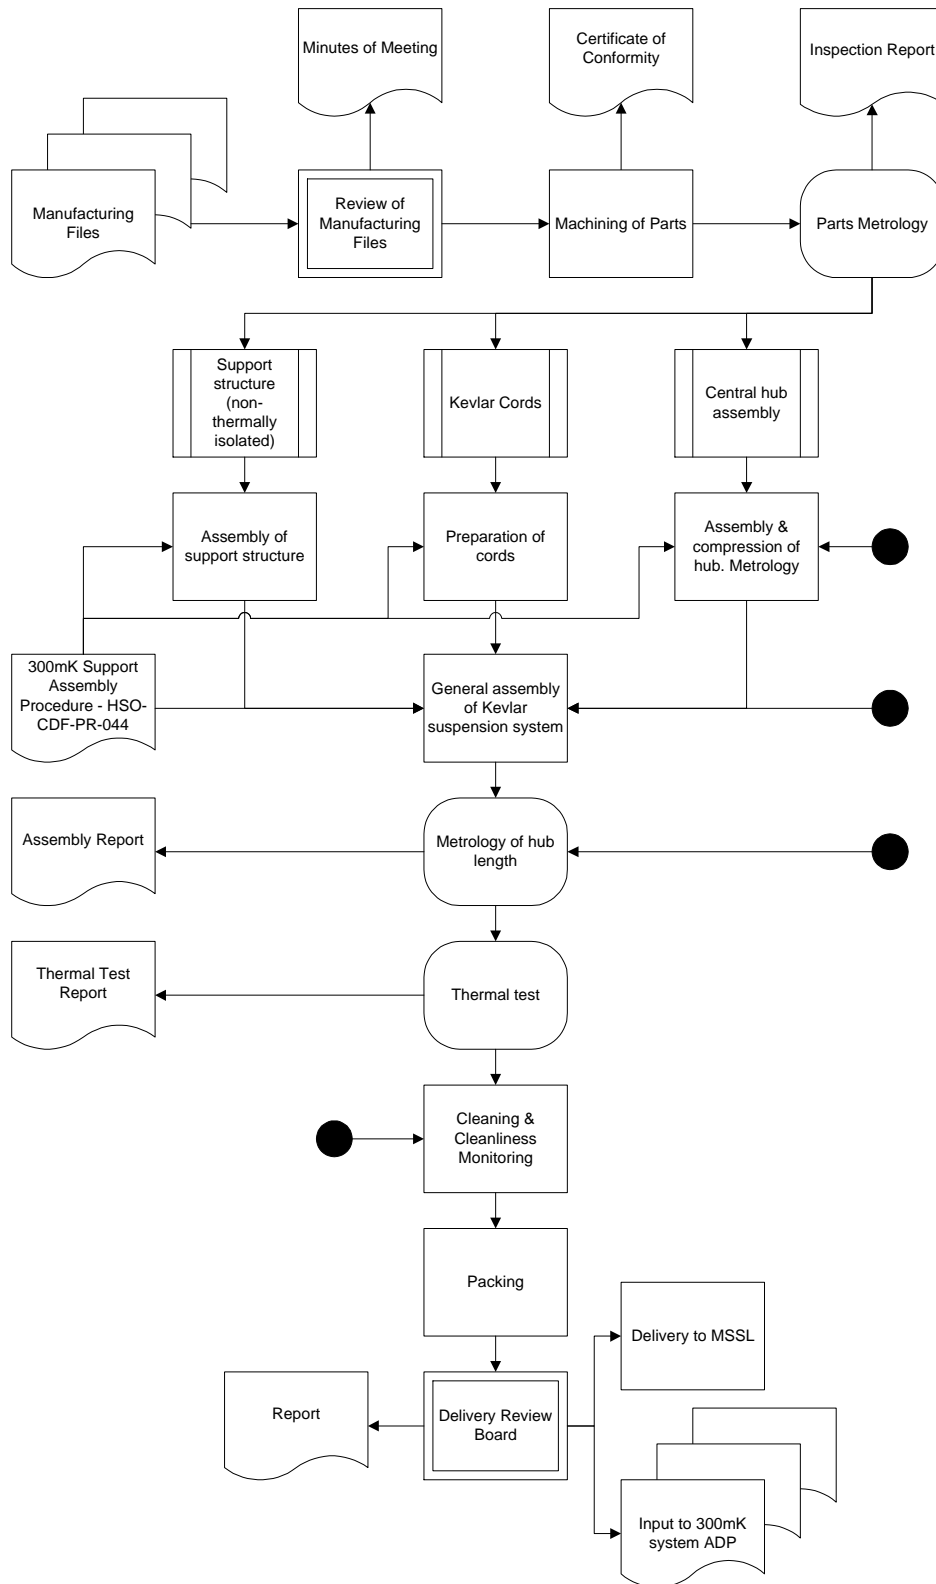 Minutes of Meeting
Certificate of
Conformity
Inspection Report
Manufacturing
Files
Review of
Manufacturing
Files
Machining of Parts
Parts Metrology
Support
structure
(non-
thermally
isolated)
Kevlar Cords
Central hub
assembly
Assembly of
support structure
Preparation of
cords
Assembly &
compression of
hub. Metrology
300mK Support
Assembly
Procedure - HSO-
CDF-PR-044
General assembly
of Kevlar
suspension system
Assembly Report
Metrology of hub
length
Thermal Test
Report
Thermal test
Cleaning &
Cleanliness
Monitoring
Packing
Delivery to MSSL
Report
Delivery Review
Board
Input to 300mK
system ADP